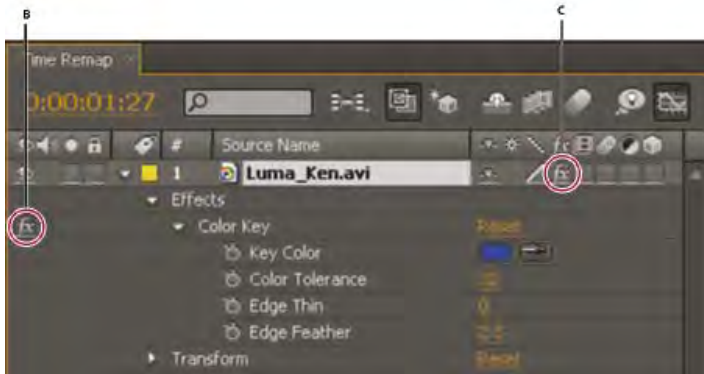 B C
Time Remap
0:00:01:27
# Source Name fx
1 Luma_Ken.avi fx
Effects
fx Color Key Reset
Key Color
Color Tolerance
Edge Thin 0
Edge Feather
Transform Reset